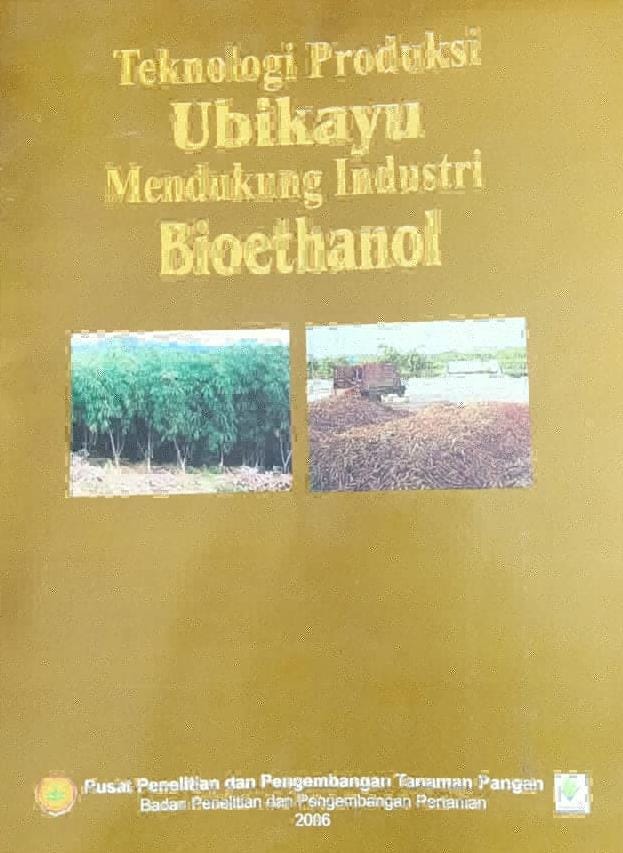 Teknologi Produksi
Ubikayu
Mendukung Industri
Bioethanol
Pusat Penelitian dan Pengembangan Tanaman Pangan
Badan Penelitian dan Pengembangan Pertanian
2006